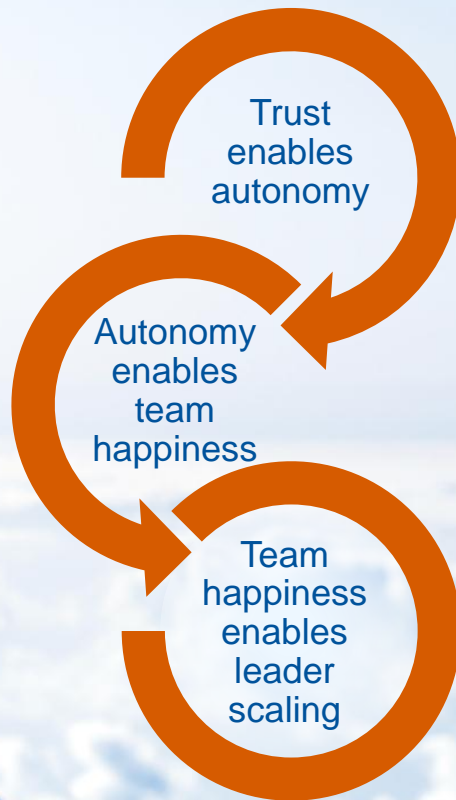 Trust
enables
autonomy
Autonomy
enables
team
happiness
Team
happiness
enables
leader
scaling